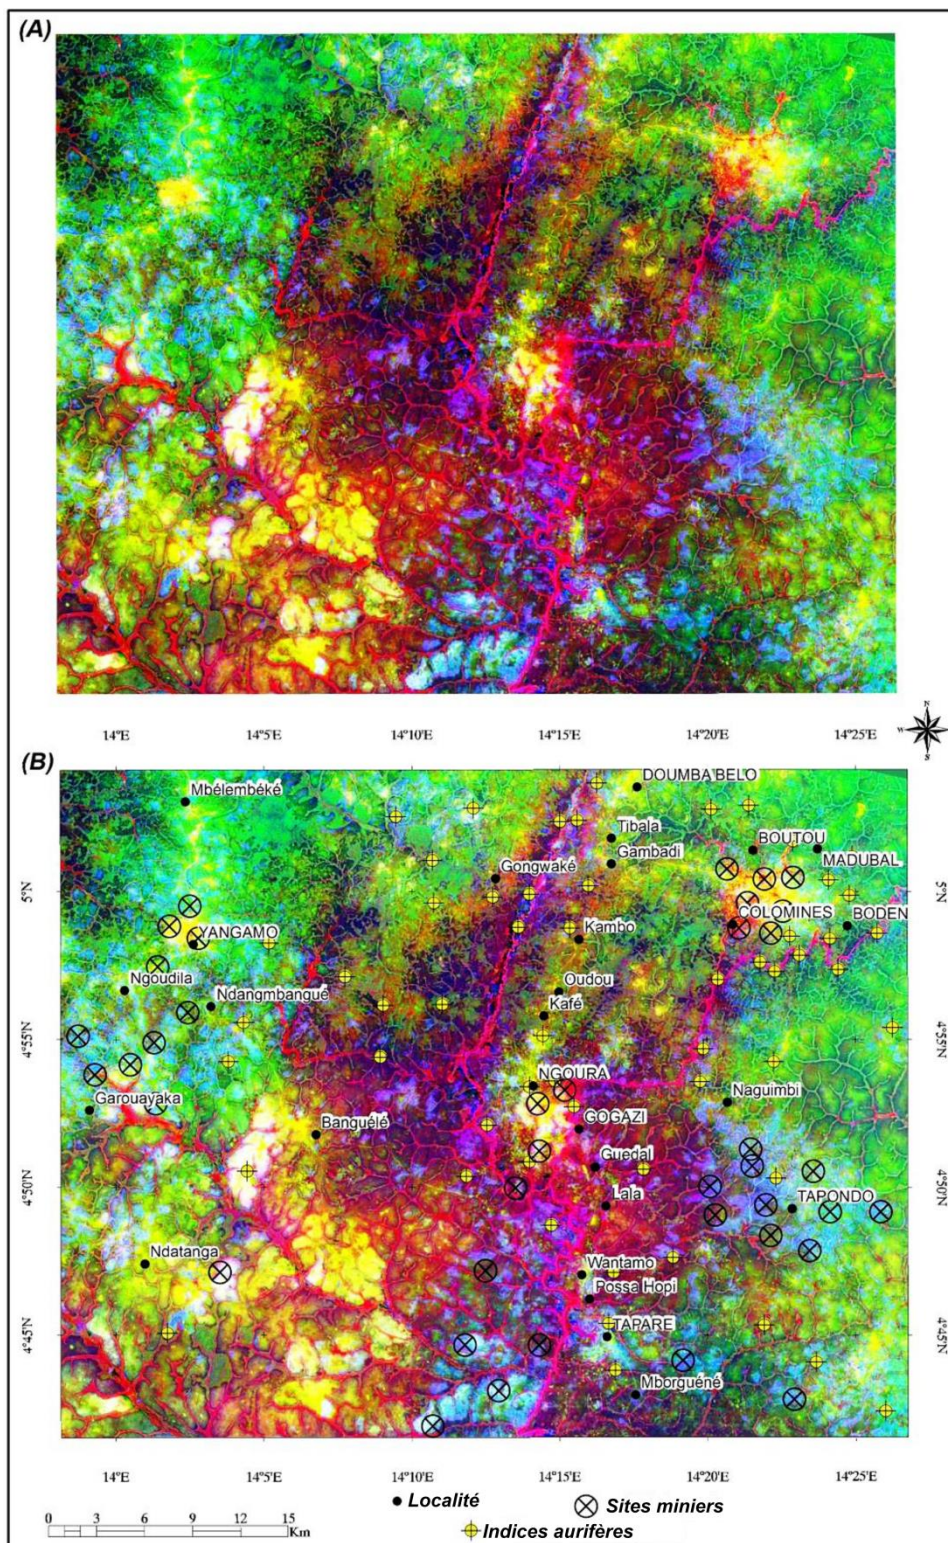 (A)
N
W
S
14°E
14°5'E
14°10'E
14°15'E
14°20'E
14°25'E
(B)
DOUMBA BELO
Mbélembéké
Tibala
BOUTOU
MADUBAL
Gambadi
Gongwaké
5°N
5°N
COLOMINES
BODEN
YANGAMO
Kambo
Ngoudila
Ndangmbangué
Oudou
Kafé
4°55'N
4°55'N
NGOURA
Naguimbi
Garouayaka
GOGAZI
Banguélé
Guedal
4°50'N
4°50'N
Lala
TAPONDO
Ndatanga
Wantamo
Possa Hopi
4°45'N
4°45'N
TAPARE
Mborguéné
14°E
14°5'E
14°10'E
14°15'E
14°20'E
14°25'E
Localité
Sites miniers
0 3 6 9 12 15
Km
Indices aurifères